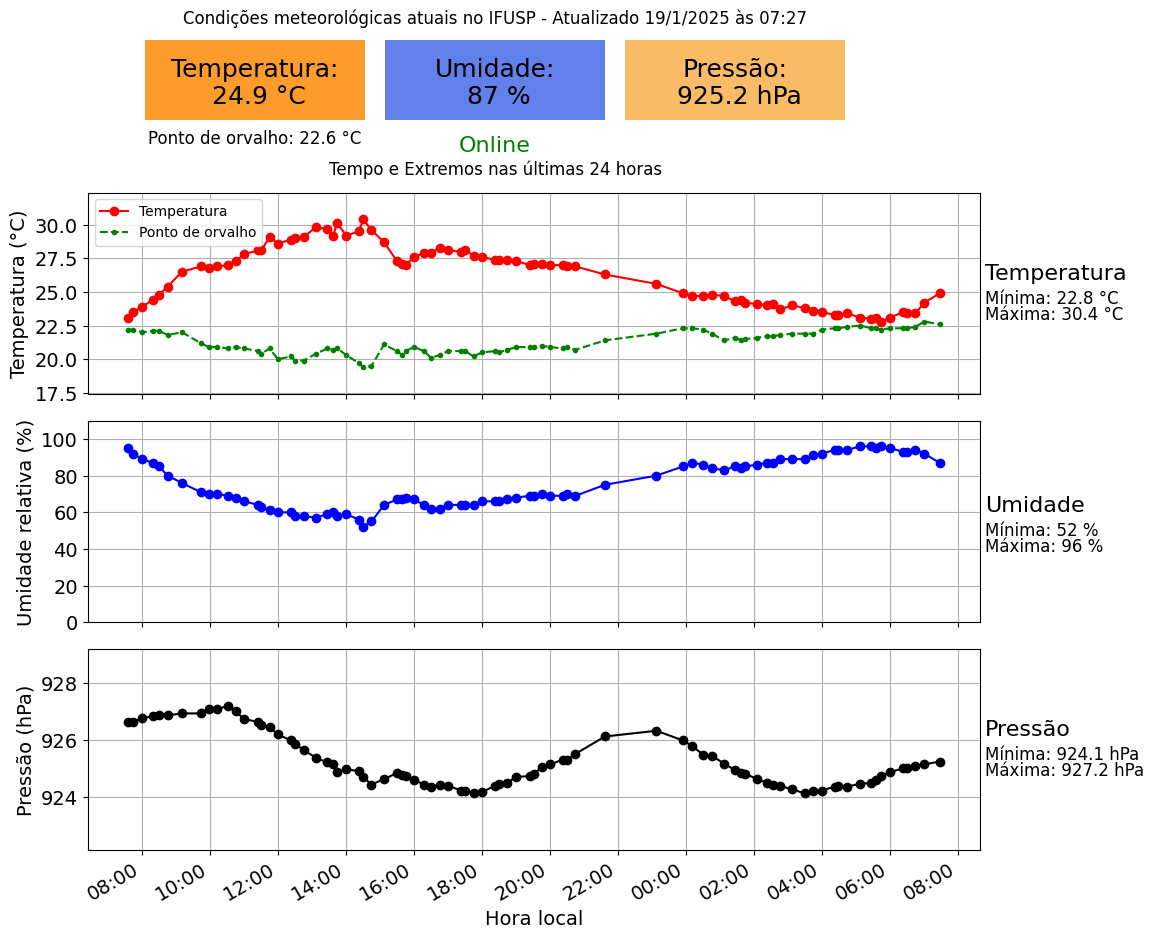 Condições meteorológicas atuais no IFUSP - Atualizado 19/1/2025 às 07:27
Temperatura:
24.9 °C
Umidade:
87 %
Pressão:
925.2 hPa
Ponto de orvalho: 22.6 °C
Online
Tempo e Extremos nas últimas 24 horas
Temperatura (°C)
30.0
27.5
25.0
22.5
20.0
17.5
Temperatura
Ponto de orvalho
Temperatura
Mínima: 22.8 °C
Máxima: 30.4 °C
Umidade relativa (%)
100
80
60
40
20
0
Umidade
Mínima: 52 %
Máxima: 96 %
Pressão (hPa)
928
926
924
Pressão
Mínima: 924.1 hPa
Máxima: 927.2 hPa
08:00 10:00 12:00 14:00 16:00 18:00 20:00 22:00 00:00 02:00 04:00 06:00 08:00
Hora local